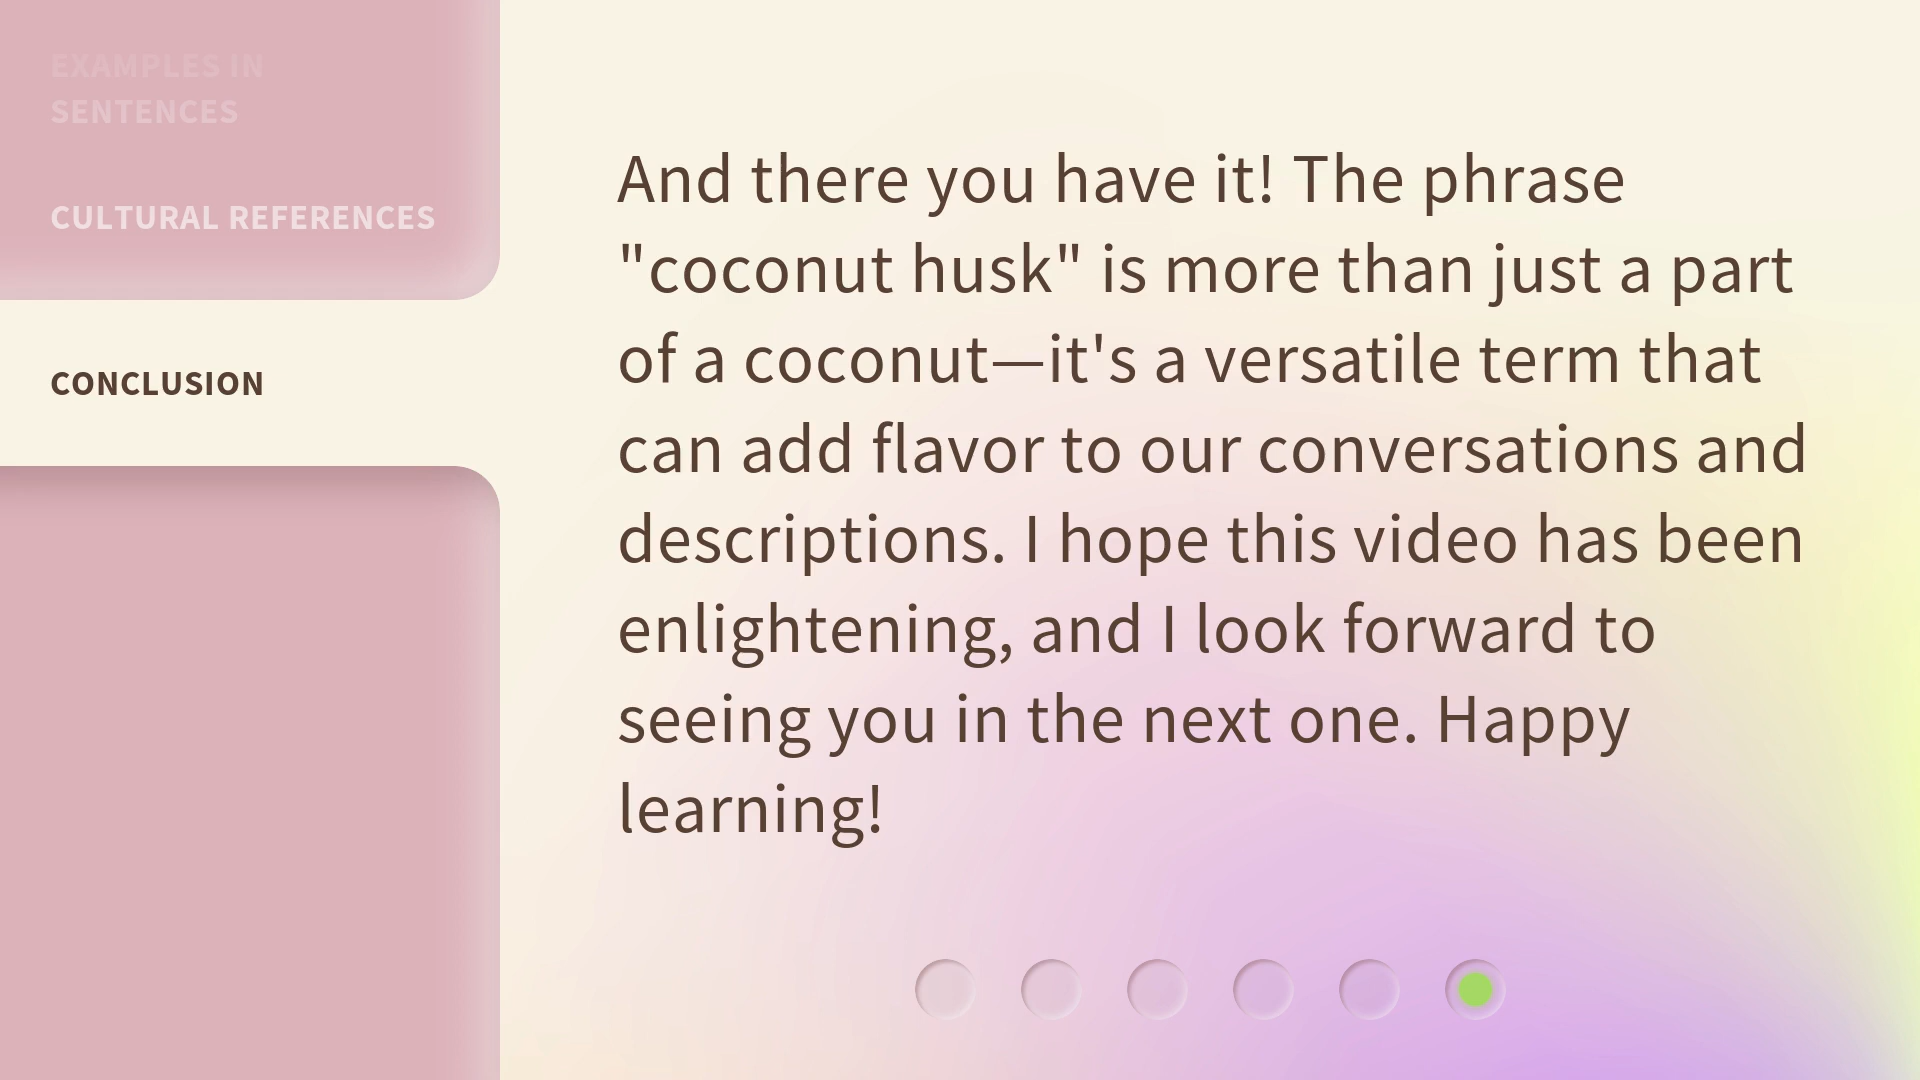 EXAMPLES IN
SENTENCES
CULTURAL REFERENCES
CONCLUSION
And there you have it! The phrase
"coconut husk" is more than just a part
of a coconut—it's a versatile term that
can add flavor to our conversations and
descriptions. I hope this video has been
enlightening, and I look forward to
seeing you in the next one. Happy
learning!